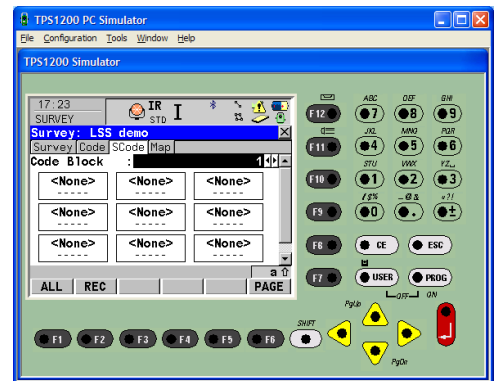 TPS1200 PC Simulator
File Configuration Tools Window Help
TPS1200 Simulator
17:23
SURVEY
IR
STD
I
Survey: LSS demo
Survey Code SCode Map
Code Block : 1
<None> <None> <None>
----- ----- -----
<None> <None> <None>
----- ----- -----
<None> <None> <None>
----- ----- -----
a
ALL REC PAGE
ABC DEF GHI
F12 7 8 9
JKL MNO PQR
F11 4 5 6
STU VWX YZ
F10 1 2 3
/$% _@& *?!
F9 0 . ±
F8 CE ESC
F7 USER PROG
OFF ON
PgUp
SHIFT
F1 F2 F3 F4 F5 F6
PgDn